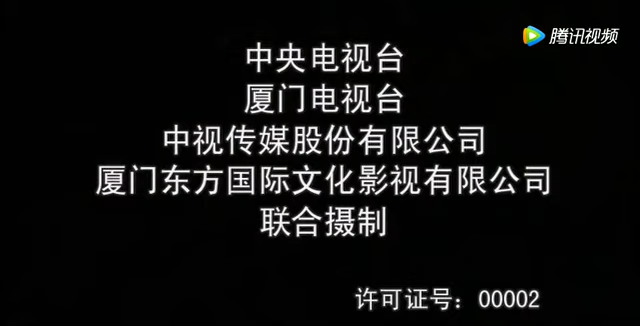 腾讯视频
中央电视台
厦门电视台
中视传媒股份有限公司
厦门东方国际文化影视有限公司
联合摄制
许可证号：00002